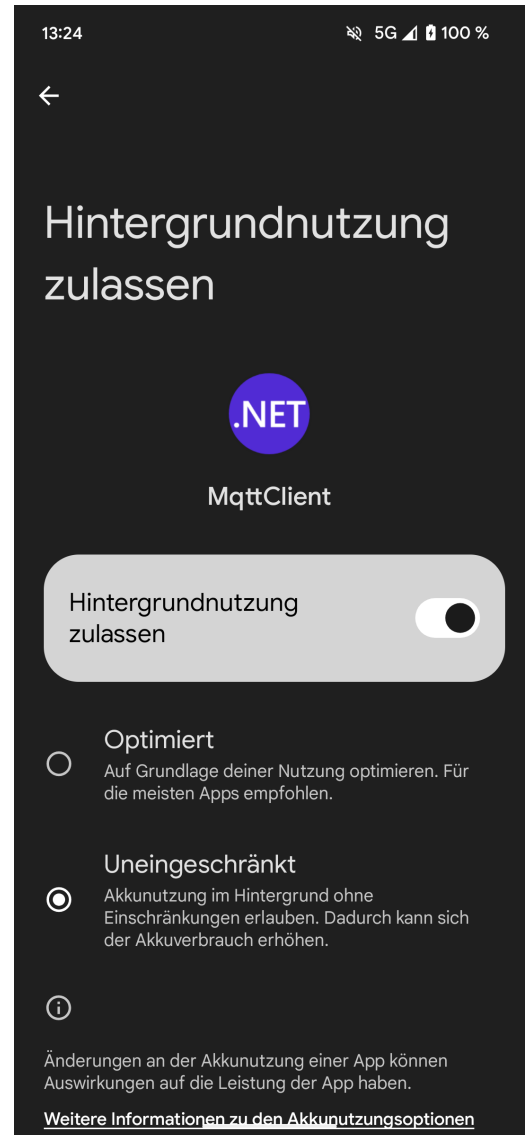 13:24
5G 100 %
Hintergrundnutzung
zulassen
.NET
MqttClient
Hintergrundnutzung
zulassen
Optimiert
Auf Grundlage deiner Nutzung optimieren. Für
die meisten Apps empfohlen.
Uneingeschränkt
Akkunutzung im Hintergrund ohne
Einschränkungen erlauben. Dadurch kann sich
der Akkuverbrauch erhöhen.
Änderungen an der Akkunutzung einer App können
Auswirkungen auf die Leistung der App haben.
Weitere Informationen zu den Akkunutzungsoptionen